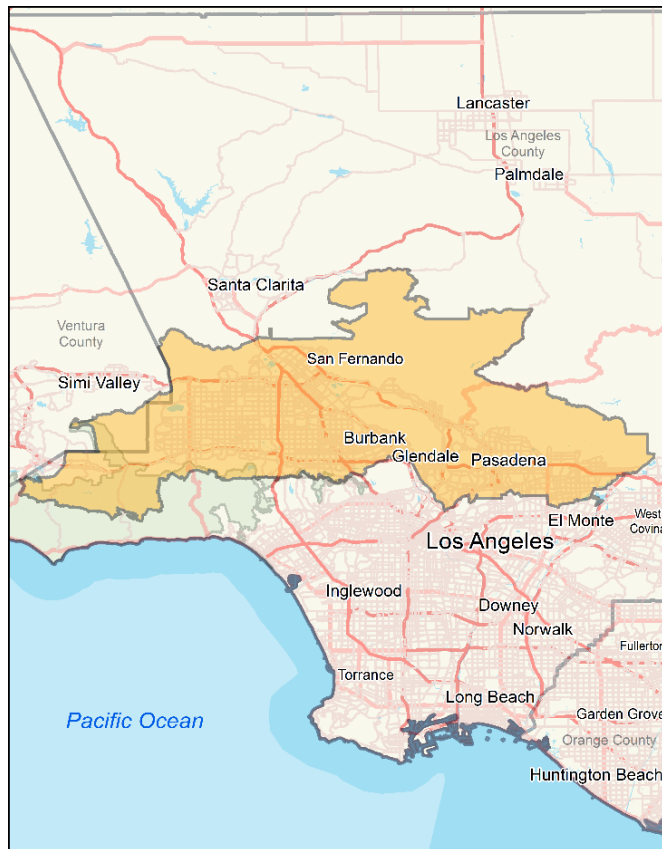 Lancaster
Los Angeles
County
Palmdale
Santa Clarita
Ventura
County
San Fernando
Simi Valley
Burbank
Glendale
Pasadena
El Monte
West
Covina
Los Angeles
Inglewood
Downey
Norwalk
Fullerto
Torrance
Long Beach
Garden Grove
Pacific Ocean
Orange County
Huntington Beach